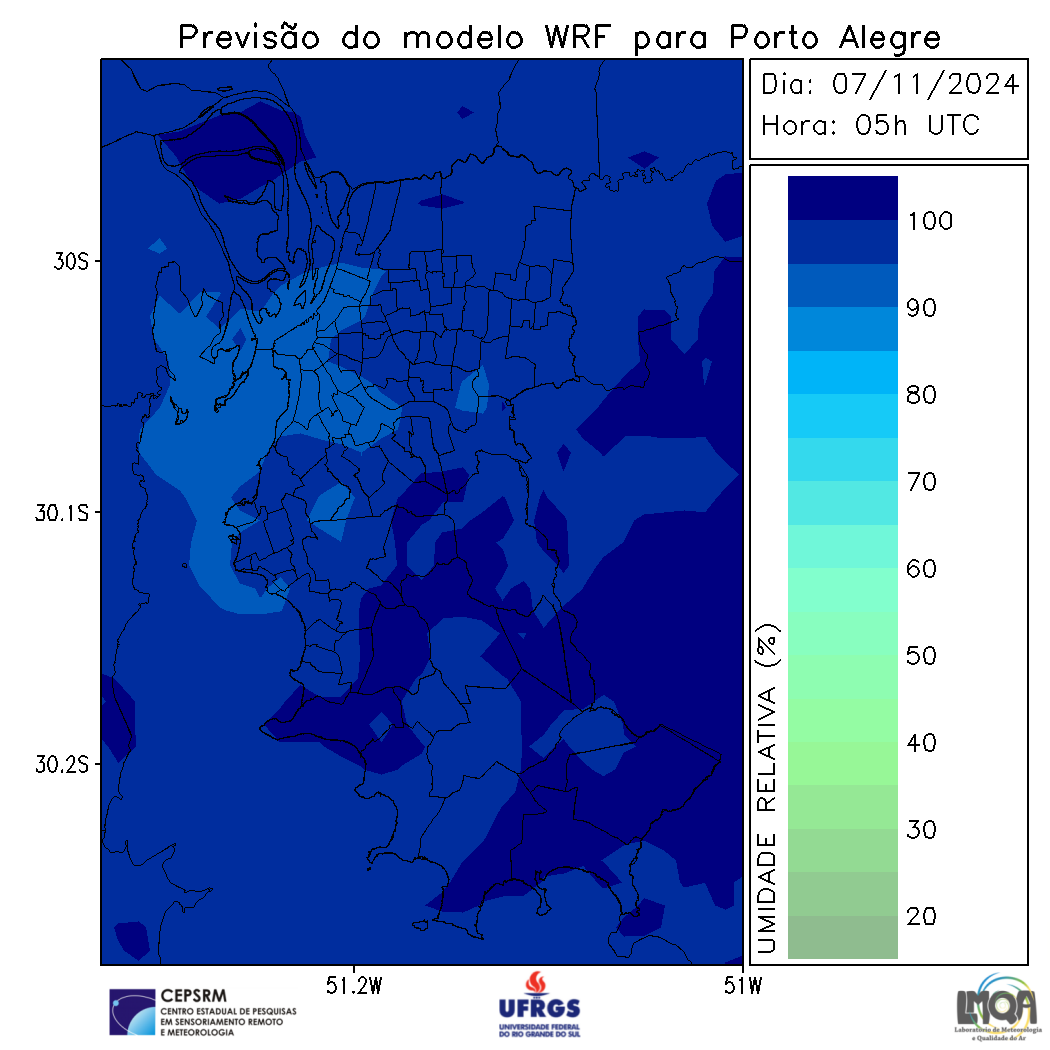 Previsão do modelo WRF para Porto Alegre
Dia: 07/11/2024
Hora: 05h UTC
30S
30.1S
30.2S
51.2W
51W
100
90
80
70
60
50
40
30
20
UMIDADE RELATIVA (%)
CEPSRM
CENTRO ESTADUAL DE PESQUISAS
EM SENSORIAMENTO REMOTO
E METEOROLOGIA
UFRGS
UNIVERSIDADE FEDERAL
DO RIO GRANDE DO SUL
LMQA
Laboratório de Meteorologia
e Qualidade do Ar